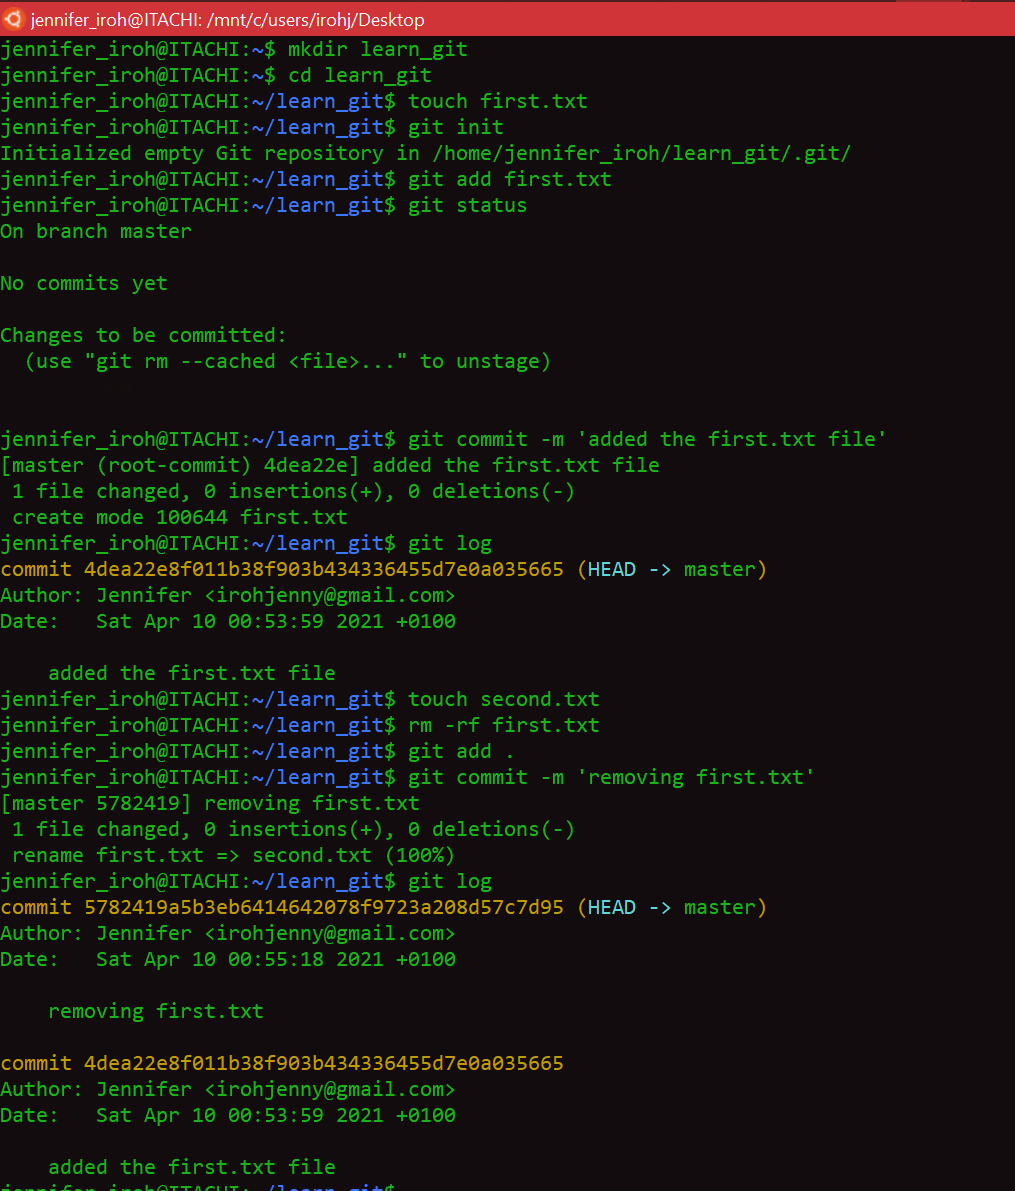 jennifer_iroh@ITACHI: /mnt/c/users/irohj/Desktop
jennifer_iroh@ITACHI:~$ mkdir learn_git
jennifer_iroh@ITACHI:~$ cd learn_git
jennifer_iroh@ITACHI:~/learn_git$ touch first.txt
jennifer_iroh@ITACHI:~/learn_git$ git init
Initialized empty Git repository in /home/jennifer_iroh/learn_git/.git/
jennifer_iroh@ITACHI:~/learn_git$ git add first.txt
jennifer_iroh@ITACHI:~/learn_git$ git status
On branch master
No commits yet
Changes to be committed:
  (use "git rm --cached <file>..." to unstage)
jennifer_iroh@ITACHI:~/learn_git$ git commit -m 'added the first.txt file'
[master (root-commit) 4dea22e] added the first.txt file
 1 file changed, 0 insertions(+), 0 deletions(-)
 create mode 100644 first.txt
jennifer_iroh@ITACHI:~/learn_git$ git log
commit 4dea22e8f011b38f903b434336455d7e0a035665 (HEAD -> master)
Author: Jennifer <irohjenny@gmail.com>
Date:   Sat Apr 10 00:53:59 2021 +0100
    added the first.txt file
jennifer_iroh@ITACHI:~/learn_git$ touch second.txt
jennifer_iroh@ITACHI:~/learn_git$ rm -rf first.txt
jennifer_iroh@ITACHI:~/learn_git$ git add .
jennifer_iroh@ITACHI:~/learn_git$ git commit -m 'removing first.txt'
[master 5782419] removing first.txt
 1 file changed, 0 insertions(+), 0 deletions(-)
 rename first.txt => second.txt (100%)
jennifer_iroh@ITACHI:~/learn_git$ git log
commit 5782419a5b3eb6414642078f9723a208d57c7d95 (HEAD -> master)
Author: Jennifer <irohjenny@gmail.com>
Date:   Sat Apr 10 00:55:18 2021 +0100
    removing first.txt
commit 4dea22e8f011b38f903b434336455d7e0a035665
Author: Jennifer <irohjenny@gmail.com>
Date:   Sat Apr 10 00:53:59 2021 +0100
    added the first.txt file
jennifer_iroh@ITACHI:~/learn_git$